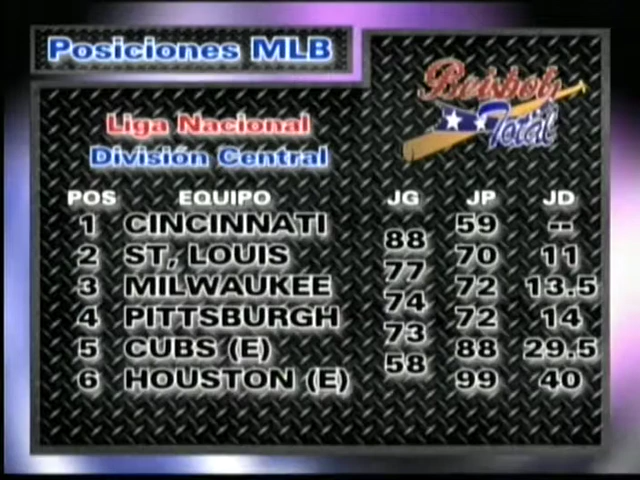 Posiciones MLB
Beisbol
Total
Liga Nacional
División Central
POS EQUIPO JG JP JD
1 CINCINNATI 88 59 --
2 ST, LOUIS 77 70 11
3 MILWAUKEE 74 72 13.5
4 PITTSBURGH 73 72 14
5 CUBS (E) 58 88 29.5
6 HOUSTON (E) 99 40